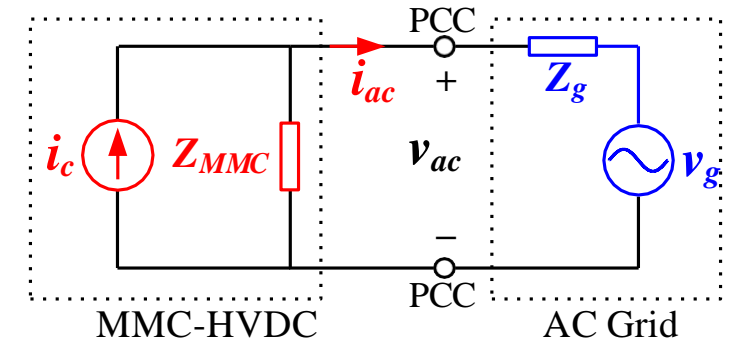 PCC
i_ac
+
Z_g
i_c
Z_MMC
v_ac
v_g
−
PCC
MMC-HVDC
AC Grid